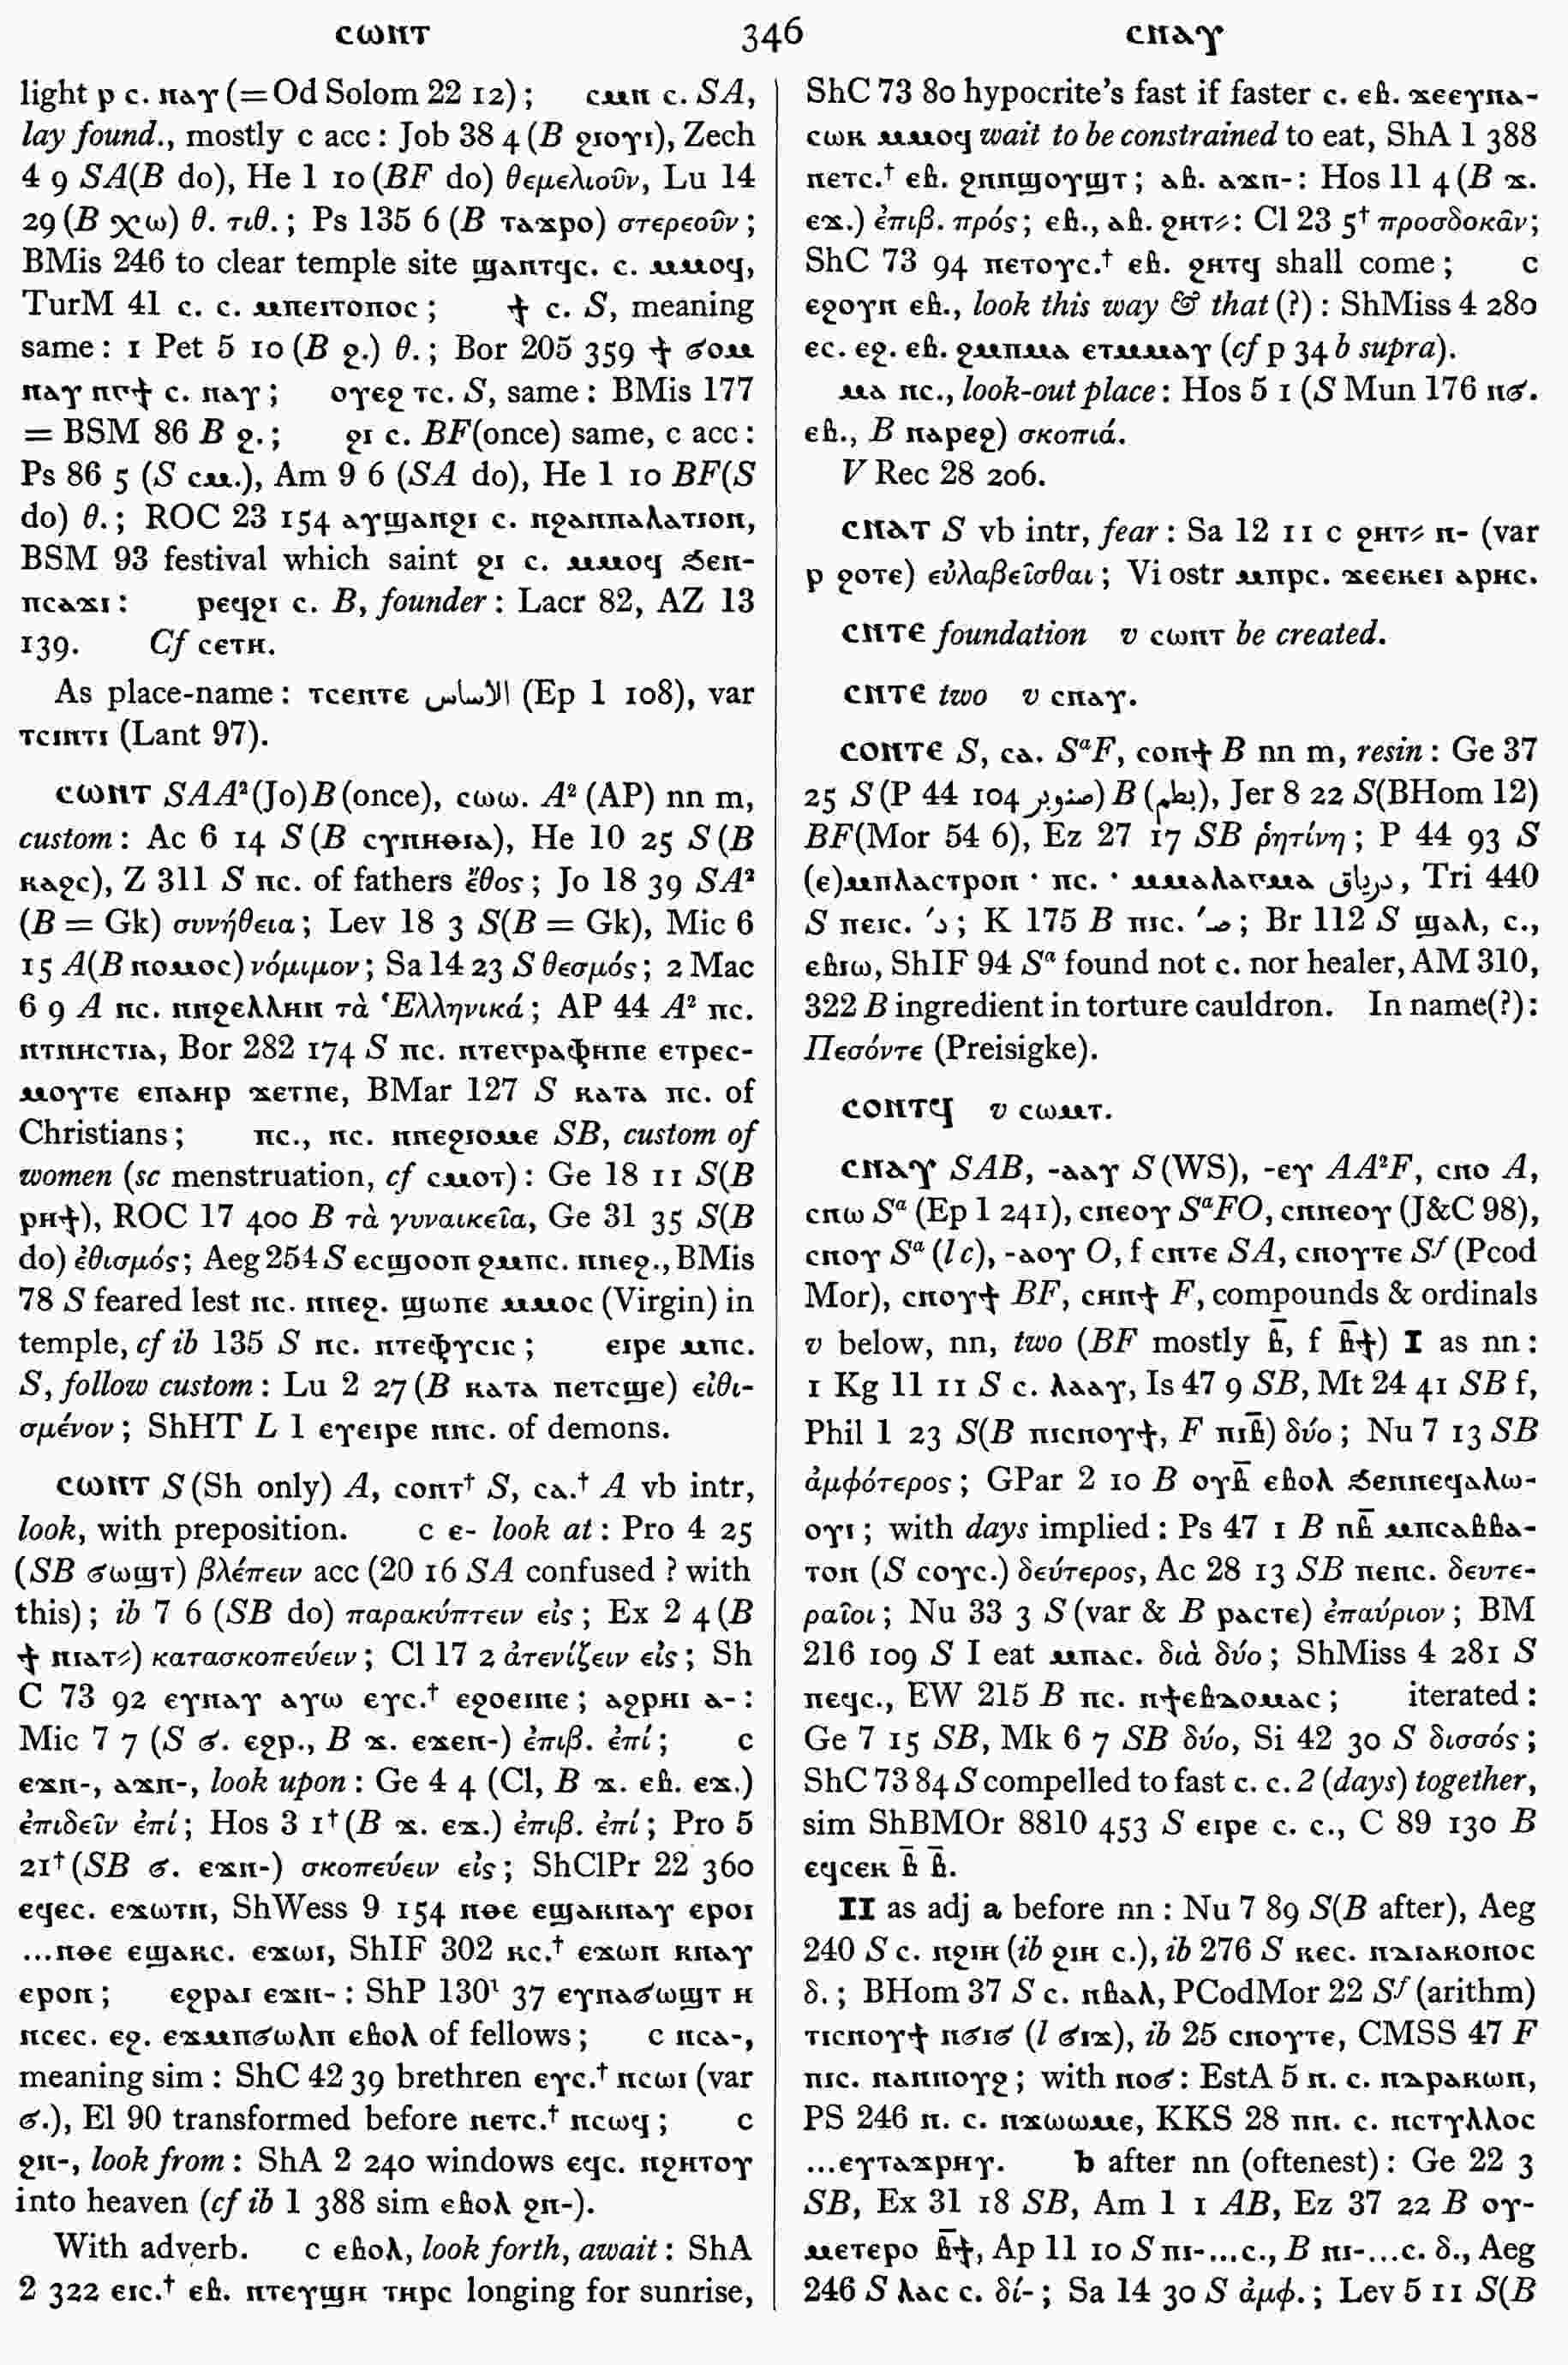 ⲥⲱⲛⲧ 346 ⲥⲛⲁⲩ
light ⲣ ⲥ. ⲛⲁⲩ (= Od Solom 22 12); ⲥⲙⲛ ⲥ. SA,
lay found., mostly c acc: Job 38 4 (B ϩⲓⲟⲩⲓ), Zech
4 9 SA(B do), He 1 10 (BF do) θεμελιοῦν, Lu 14
29 (B ⲭⲱ) θ. τιθ.; Ps 135 6 (B ⲧⲁϫⲣⲟ) στερεοῦν;
BMis 246 to clear temple site ϣⲁⲛⲧϥⲥ. ⲥ. ⲙⲙⲟϥ,
TurM 41 ⲥ. ⲥ. ⲙⲡⲉⲓⲧⲟⲡⲟⲥ; ϯ ⲥ. S, meaning
same: 1 Pet 5 10 (B ϩ.) θ.; Bor 205 359 ϯ ϭⲟⲙ
ⲛⲁⲩ ⲛⲅϯ ⲥ. ⲛⲁⲩ; ⲟⲩⲉϩ ⲧⲥ. S, same: BMis 177
= BSM 86 B ϩ.; ϩⲓ ⲥ. BF(once) same, c acc:
Ps 86 5 (S ⲥⲙ.), Am 9 6 (SA do), He 1 10 BF(S
do) θ.; ROC 23 154 ⲁⲩϣⲁⲛϩⲓ ⲥ. ⲛϩⲁⲛⲡⲁⲗⲁⲧⲓⲟⲛ,
BSM 93 festival which saint ϩⲓ ⲥ. ⲙⲙⲟϥ ϧⲉⲛ-
ⲡⲥⲁϫⲓ: ⲣⲉϥϩⲓ ⲥ. B, founder: Lacr 82, AZ 13
139. Cf ⲥⲉⲧⲏ.
As place-name: ⲧⲥⲉⲛⲧⲉ الأساس (Ep 1 108), var
ⲧⲥⲓⲛⲧⲓ (Lant 97).
ⲥⲱⲛⲧ SAA²(Jo)B(once), ⲥⲱⲱ. A² (AP) nn m,
custom: Ac 6 14 S (B ⲥⲩⲛⲏⲑⲓⲁ), He 10 25 S (B
ⲕⲁϩⲥ), Z 311 S ⲡⲥ. of fathers ἔθος; Jo 18 39 SA²
(B = Gk) συνήθεια; Lev 18 3 S(B = Gk), Mic 6
15 A(B ⲛⲟⲙⲟⲥ) νόμιμον; Sa 14 23 S θεσμός; 2 Mac
6 9 A ⲛⲥ. ⲛⲛϩⲉⲗⲗⲏⲛ τὰ Ἑλληνικά; AP 44 A² ⲡⲥ.
ⲛⲧⲛⲏⲥⲧⲓⲁ, Bor 282 174 S ⲡⲥ. ⲛⲧⲉⲅⲣⲁⲫⲏⲡⲉ ⲉⲧⲣⲉⲥ-
ⲙⲟⲩⲧⲉ ⲉⲡⲁⲏⲣ ϫⲉⲧⲡⲉ, BMar 127 S ⲕⲁⲧⲁ ⲡⲥ. of
Christians; ⲡⲥ., ⲛⲥ. ⲛⲛⲉϩⲓⲟⲙⲉ SB, custom of
women (sc menstruation, cf ⲥⲙⲟⲧ): Ge 18 11 S(B
ⲣⲏϯ), ROC 17 400 B τὰ γυναικεῖα, Ge 31 35 S(B
do) ἐθισμός; Aeg 254 S ⲉⲥϣⲟⲟⲡ ϩⲙⲡⲥ. ⲛⲛⲉϩ., BMis
78 S feared lest ⲡⲥ. ⲛⲛⲉϩ. ϣⲱⲡⲉ ⲙⲙⲟⲥ (Virgin) in
temple, cf ib 135 S ⲡⲥ. ⲛⲧⲉⲫⲩⲥⲓⲥ; ⲉⲓⲣⲉ ⲙⲡⲥ.
S, follow custom: Lu 2 27 (B ⲕⲁⲧⲁ ⲡⲉⲧⲥϣⲉ) εἰθι-
σμένον; ShHT L 1 ⲉⲩⲉⲓⲣⲉ ⲛⲡⲥ. of demons.
ⲥⲱⲛⲧ S (Sh only) A, ⲥⲟⲛⲧ† S, ⲥⲁ.† A vb intr,
look, with preposition. c ⲉ- look at: Pro 4 25
(SB ϭⲱϣⲧ) βλέπειν acc (20 16 SA confused ? with
this); ib 7 6 (SB do) παρακύπτειν εἰς; Ex 2 4 (B
ϯ ⲛⲓⲁⲧ⸗) κατασκοπεύειν; Cl 17 2 ἀτενίζειν εἰς; Sh
C 73 92 ⲉⲩⲛⲁⲩ ⲁⲩⲱ ⲉⲩⲥ.† ⲉϩⲟⲉⲓⲛⲉ; ⲁϩⲣⲏⲓ ⲁ-:
Mic 7 7 (S ϭ. ⲉϩⲣ., B ϫ. ⲉϫⲉⲛ-) ἐπιβ. ἐπί; c
ⲉϫⲛ-, ⲁϫⲛ-, look upon: Ge 4 4 (Cl, B ϫ. ⲉⲃ. ⲉϫ.)
ἐπιδεῖν ἐπί; Hos 3 1† (B ϫ. ⲉϫ.) ἐπιβ. ἐπί; Pro 5
21† (SB ϭ. ⲉϫⲛ-) σκοπεύειν εἰς; ShClPr 22 360
ⲉϥⲉⲥ. ⲉϫⲱⲧⲛ, ShWess 9 154 ⲛⲑⲉ ⲉϣⲁⲕⲛⲁⲩ ⲉⲣⲟⲓ
...ⲛⲑⲉ ⲉϣⲁⲕⲥ. ⲉϫⲱⲓ, ShIF 302 ⲕⲥ.† ⲉϫⲱⲛ ⲕⲛⲁⲩ
ⲉⲣⲟⲛ; ⲉϩⲣⲁⲓ ⲉϫⲛ-: ShP 130¹ 37 ⲉⲩⲛⲁϭⲱϣⲧ ⲏ
ⲛⲥⲉⲥ. ⲉϩ. ⲉϫⲙⲡϭⲱⲗⲡ ⲉⲃⲟⲗ of fellows; c ⲛⲥⲁ-,
meaning sim: ShC 42 39 brethren ⲉⲩⲥ.† ⲛⲥⲱⲓ (var
ϭ.), El 90 transformed before ⲡⲉⲧⲥ.† ⲛⲥⲱϥ; c
ϩⲛ-, look from: ShA 2 240 windows ⲉϥⲥ. ⲛϩⲏⲧⲟⲩ
into heaven (cf ib 1 388 sim ⲉⲃⲟⲗ ϩⲛ-).
With adverb. c ⲉⲃⲟⲗ, look forth, await: ShA
2 322 ⲉⲓⲥ.† ⲉⲃ. ⲛⲧⲉⲩϣⲏ ⲧⲏⲣⲥ longing for sunrise,
ShC 73 80 hypocrite's fast if faster ⲥ. ⲉⲃ. ϫⲉⲉⲩⲛⲁ-
ⲥⲱⲕ ⲙⲙⲟϥ wait to be constrained to eat, ShA 1 388
ⲡⲉⲧⲥ.† ⲉⲃ. ϩⲛⲛϣⲟⲩϣⲧ; ⲁⲃ. ⲁϫⲛ-: Hos 11 4 (B ϫ.
ⲉϫ.) ἐπιβ. πρός; ⲉⲃ., ⲁⲃ. ϩⲏⲧ⸗: Cl 23 5† προσδοκᾶν;
ShC 73 94 ⲡⲉⲧⲟⲩⲥ.† ⲉⲃ. ϩⲏⲧϥ shall come; c
ⲉϩⲟⲩⲛ ⲉⲃ., look this way & that (?): ShMiss 4 280
ⲉⲥ. ⲉϩ. ⲉⲃ. ϩⲙⲡⲙⲁ ⲉⲧⲙⲙⲁⲩ (cf p 34 b supra).
ⲙⲁ ⲛⲥ., look-out place: Hos 5 1 (S Mun 176 ⲛϭ.
ⲉⲃ., B ⲛⲁⲣⲉϩ) σκοπιά.
V Rec 28 206.
ⲥⲛⲁⲧ S vb intr, fear: Sa 12 11 c ϩⲏⲧ⸗ ⲛ- (var
ⲣ ϩⲟⲧⲉ) εὐλαβεῖσθαι; Vi ostr ⲙⲡⲣⲥ. ϫⲉⲉⲕⲉⲓ ⲁⲣⲏⲥ.
ⲥⲛⲧⲉ foundation v ⲥⲱⲛⲧ be created.
ⲥⲛⲧⲉ two v ⲥⲛⲁⲩ.
ⲥⲟⲛⲧⲉ S, ⲥⲁ. SᵃF, ⲥⲟⲛϯ B nn m, resin: Ge 37
25 S (P 44 104 صنوبر) B (بطم), Jer 8 22 S(BHom 12)
BF(Mor 54 6), Ez 27 17 SB ῥητίνη; P 44 93 S
(ⲉ)ⲙⲡⲗⲁⲥⲧⲣⲟⲛ · ⲡⲥ. · ⲙⲙⲁⲗⲁⲅⲙⲁ درياق, Tri 440
S ⲡⲉⲓⲥ. ′د; K 175 B ⲡⲓⲥ. ′ص; Br 112 S ϣⲁⲗ, ⲥ.,
ⲉⲃⲓⲱ, ShIF 94 Sᵃ found not ⲥ. nor healer, AM 310,
322 B ingredient in torture cauldron. In name(?):
Πεσόντε (Preisigke).
ⲥⲟⲛⲧϥ v ⲥⲱⲙⲧ.
ⲥⲛⲁⲩ SAB, -ⲁⲁⲩ S (WS), -ⲉⲩ AA²F, ⲥⲛⲟ A,
ⲥⲛⲱ Sᵃ (Ep 1 241), ⲥⲛⲉⲟⲩ SᵃFO, ⲥⲛⲛⲉⲟⲩ (J&C 98),
ⲥⲛⲟⲩ Sᵃ (l c), -ⲁⲟⲩ O, f ⲥⲛⲧⲉ SA, ⲥⲛⲟⲩⲧⲉ Sᶠ (Pcod
Mor), ⲥⲛⲟⲩϯ BF, ⲥⲏⲛϯ F, compounds & ordinals
v below, nn, two (BF mostly ⲃ̅, f ⲃ̅ϯ) I as nn:
1 Kg 11 11 S ⲥ. ⲗⲁⲁⲩ, Is 47 9 SB, Mt 24 41 SB f,
Phil 1 23 S(B ⲡⲓⲥⲛⲟⲩϯ, F ⲡⲓⲃ̅) δύο; Nu 7 13 SB
ἀμφότερος; GPar 2 10 B ⲟⲩⲃ̅ ⲉⲃⲟⲗ ϧⲉⲛⲛⲉϥⲁⲗⲱ-
ⲟⲩⲓ; with days implied: Ps 47 1 B ⲡⲃ̅ ⲙⲡⲥⲁⲃⲃⲁ-
ⲧⲟⲛ (S ⲥⲟⲩⲥ.) δεύτερος, Ac 28 13 SB ⲡⲉⲛⲥ. δευτε-
ραῖοι; Nu 33 3 S (var & B ⲣⲁⲥⲧⲉ) ἐπαύριον; BM
216 109 S I eat ⲙⲡⲁⲥ. διὰ δύο; ShMiss 4 281 S
ⲡⲉϥⲥ., EW 215 B ⲡⲥ. ⲛϯⲉⲃⲇⲟⲙⲁⲥ; iterated:
Ge 7 15 SB, Mk 6 7 SB δύο, Si 42 30 S δισσός;
ShC 73 84 S compelled to fast ⲥ. ⲥ. 2 (days) together,
sim ShBMOr 8810 453 S ⲉⲓⲣⲉ ⲥ. ⲥ., C 89 130 B
ⲉϥⲥⲉⲕ ⲃ̅ ⲃ̅.
II as adj a before nn: Nu 7 89 S(B after), Aeg
240 S ⲥ. ⲛϩⲓⲏ (ib ϩⲓⲏ ⲥ.), ib 276 S ⲕⲉⲥ. ⲛⲇⲓⲁⲕⲟⲛⲟⲥ
δ.; BHom 37 S ⲥ. ⲛⲃⲁⲗ, PCodMor 22 Sᶠ (arithm)
ⲧⲓⲥⲛⲟⲩϯ ⲛϭⲓϭ (l ϭⲓϫ), ib 25 ⲥⲛⲟⲩⲧⲉ, CMSS 47 F
ⲡⲓⲥ. ⲛⲁⲛⲛⲟⲩϩ; with ⲛⲟϭ: EstA 5 ⲛ. ⲥ. ⲛⲇⲣⲁⲕⲱⲛ,
PS 246 ⲛ. ⲥ. ⲛϫⲱⲱⲙⲉ, KKS 28 ⲡⲛ. ⲥ. ⲛⲥⲧⲩⲗⲗⲟⲥ
...ⲉⲩⲧⲁϫⲣⲏⲩ. b after nn (oftenest): Ge 22 3
SB, Ex 31 18 SB, Am 1 1 AB, Ez 37 22 B ⲟⲩ-
ⲙⲉⲧⲉⲣⲟ ⲃ̅ϯ, Ap 11 10 S ⲡⲓ-...ⲥ., B ⲡⲓ-...ⲥ. δ., Aeg
246 S ⲗⲁⲥ ⲥ. δί-; Sa 14 30 S ἀμφ.; Lev 5 11 S(B